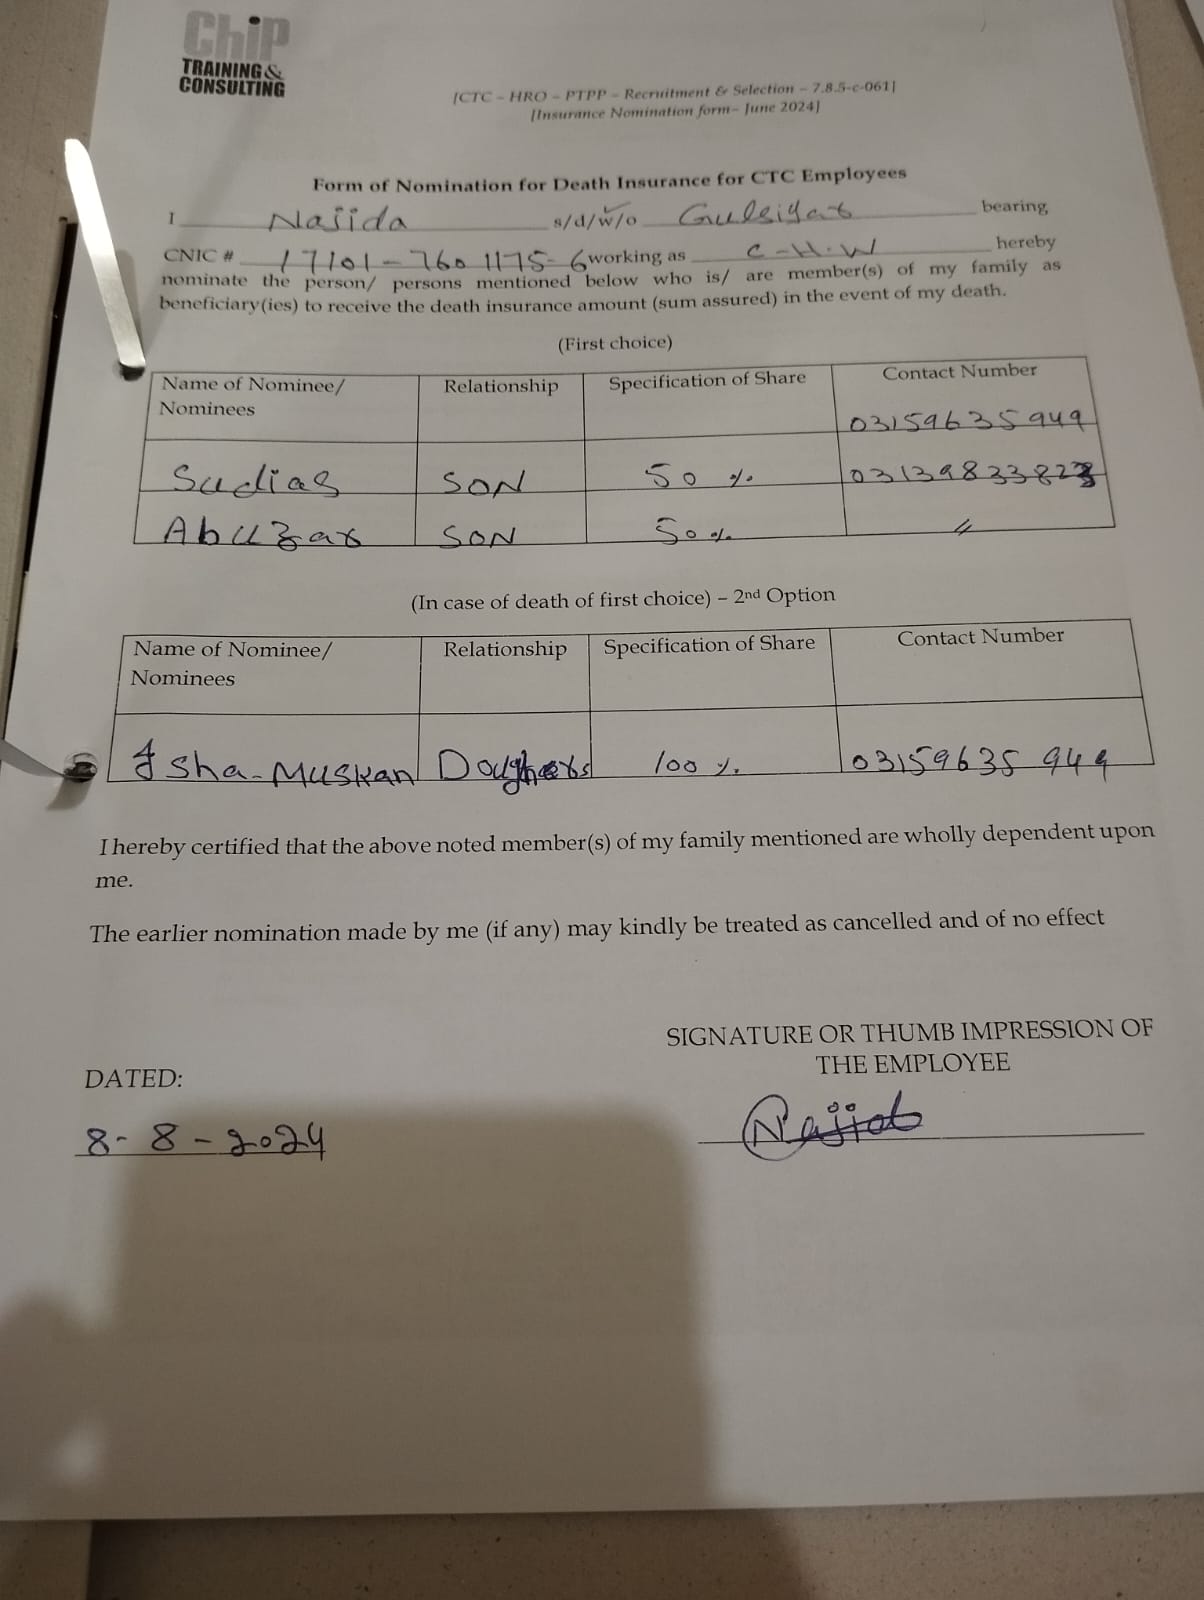 ChiP
TRAINING &
CONSULTING
[CTC – HRO – PTPP – Recruitment & Selection – 7.8.5-c-061]
[Insurance Nomination form– June 2024]
Form of Nomination for Death Insurance for CTC Employees
I Najida s/d/w/o Gulsiyar bearing
CNIC # 17101-7601175-6 working as C-H-W hereby
nominate the person/ persons mentioned below who is/ are member(s) of my family as
beneficiary(ies) to receive the death insurance amount (sum assured) in the event of my death.
(First choice)
Name of Nominee/ Relationship Specification of Share Contact Number
Nominees 03159635949
Sudias SON 50 % 03139833823
Abuzar SON 50 % 〃
(In case of death of first choice) – 2nd Option
Name of Nominee/ Relationship Specification of Share Contact Number
Nominees
Isha-Muskan 100 % 03159635949
I hereby certified that the above noted member(s) of my family mentioned are wholly dependent upon
me.
The earlier nomination made by me (if any) may kindly be treated as cancelled and of no effect
SIGNATURE OR THUMB IMPRESSION OF
THE EMPLOYEE
DATED:
8-8-2024